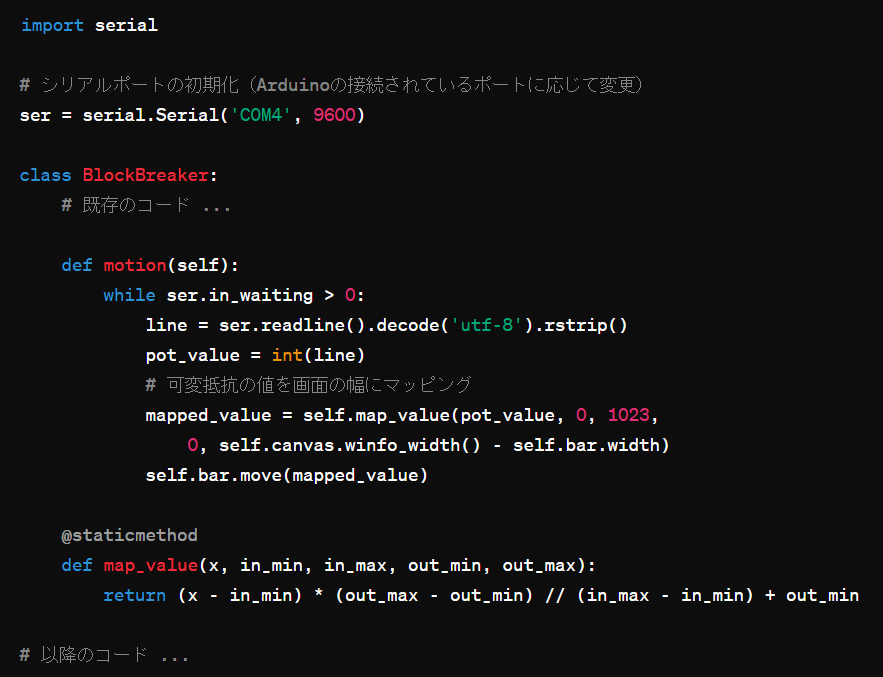 import serial
# シリアルポートの初期化（Arduinoの接続されているポートに応じて変更）
ser = serial.Serial('COM4', 9600)
class BlockBreaker:
# 既存のコード ...
def motion(self):
while ser.in_waiting > 0:
line = ser.readline().decode('utf-8').rstrip()
pot_value = int(line)
# 可変抵抗の値を画面の幅にマッピング
mapped_value = self.map_value(pot_value, 0, 1023,
0, self.canvas.winfo_width() - self.bar.width)
self.bar.move(mapped_value)
@staticmethod
def map_value(x, in_min, in_max, out_min, out_max):
return (x - in_min) * (out_max - out_min) // (in_max - in_min) + out_min
# 以降のコード ...